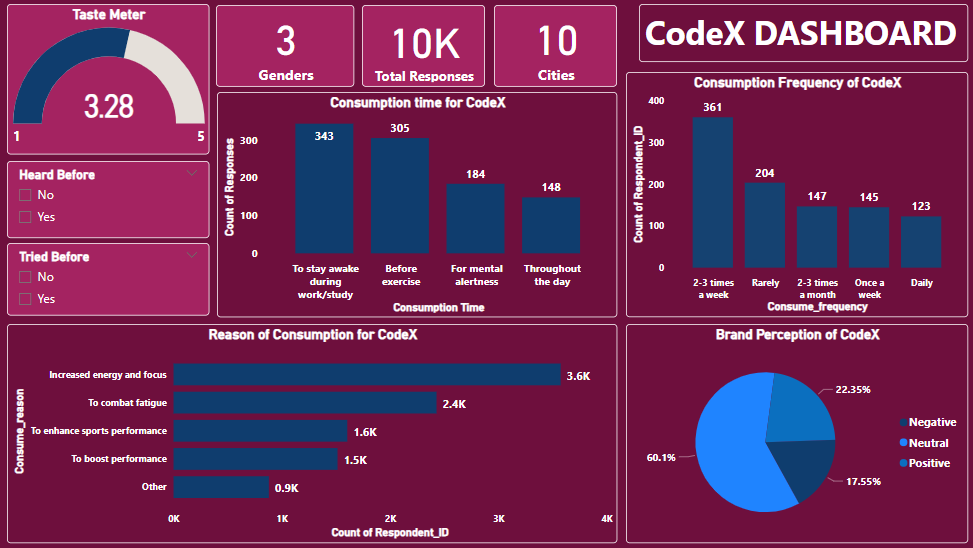 Taste Meter
3.28
1
5
3
Genders
10K
Total Responses
10
Cities
CodeX DASHBOARD
Heard Before
No
Yes
Tried Before
No
Yes
Consumption time for CodeX
Count of Responses
300
200
100
0
343
305
184
148
To stay awake
during
work/study
Before
exercise
For mental
alertness
Throughout
the day
Consumption Time
Consumption Frequency of CodeX
Count of Respondent_ID
400
300
200
100
0
361
204
147
145
123
2-3 times
a week
Rarely
2-3 times
a month
Once a
week
Daily
Consume_frequency
Reason of Consumption for CodeX
Consume_reason
Increased energy and focus
3.6K
To combat fatigue
2.4K
To enhance sports performance
1.6K
To boost performance
1.5K
Other
0.9K
0K
1K
2K
3K
4K
Count of Respondent_ID
Brand Perception of CodeX
22.35%
60.1%
17.55%
Negative
Neutral
Positive